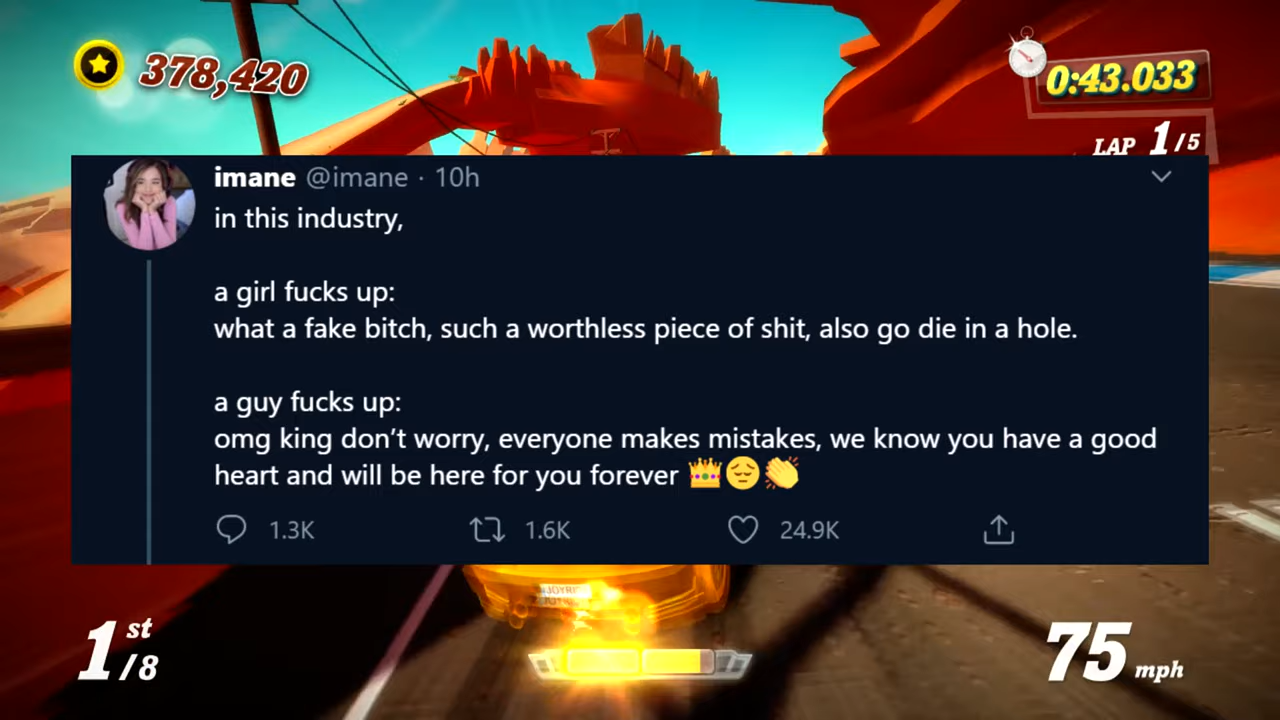 378,420
0:43.033
LAP 1/5
imane @imane · 10h
in this industry,
a girl fucks up:
what a fake bitch, such a worthless piece of shit, also go die in a hole.
a guy fucks up:
omg king don’t worry, everyone makes mistakes, we know you have a good
heart and will be here for you forever 👑😔👏
1.3K 1.6K 24.9K
1st/8
75 mph